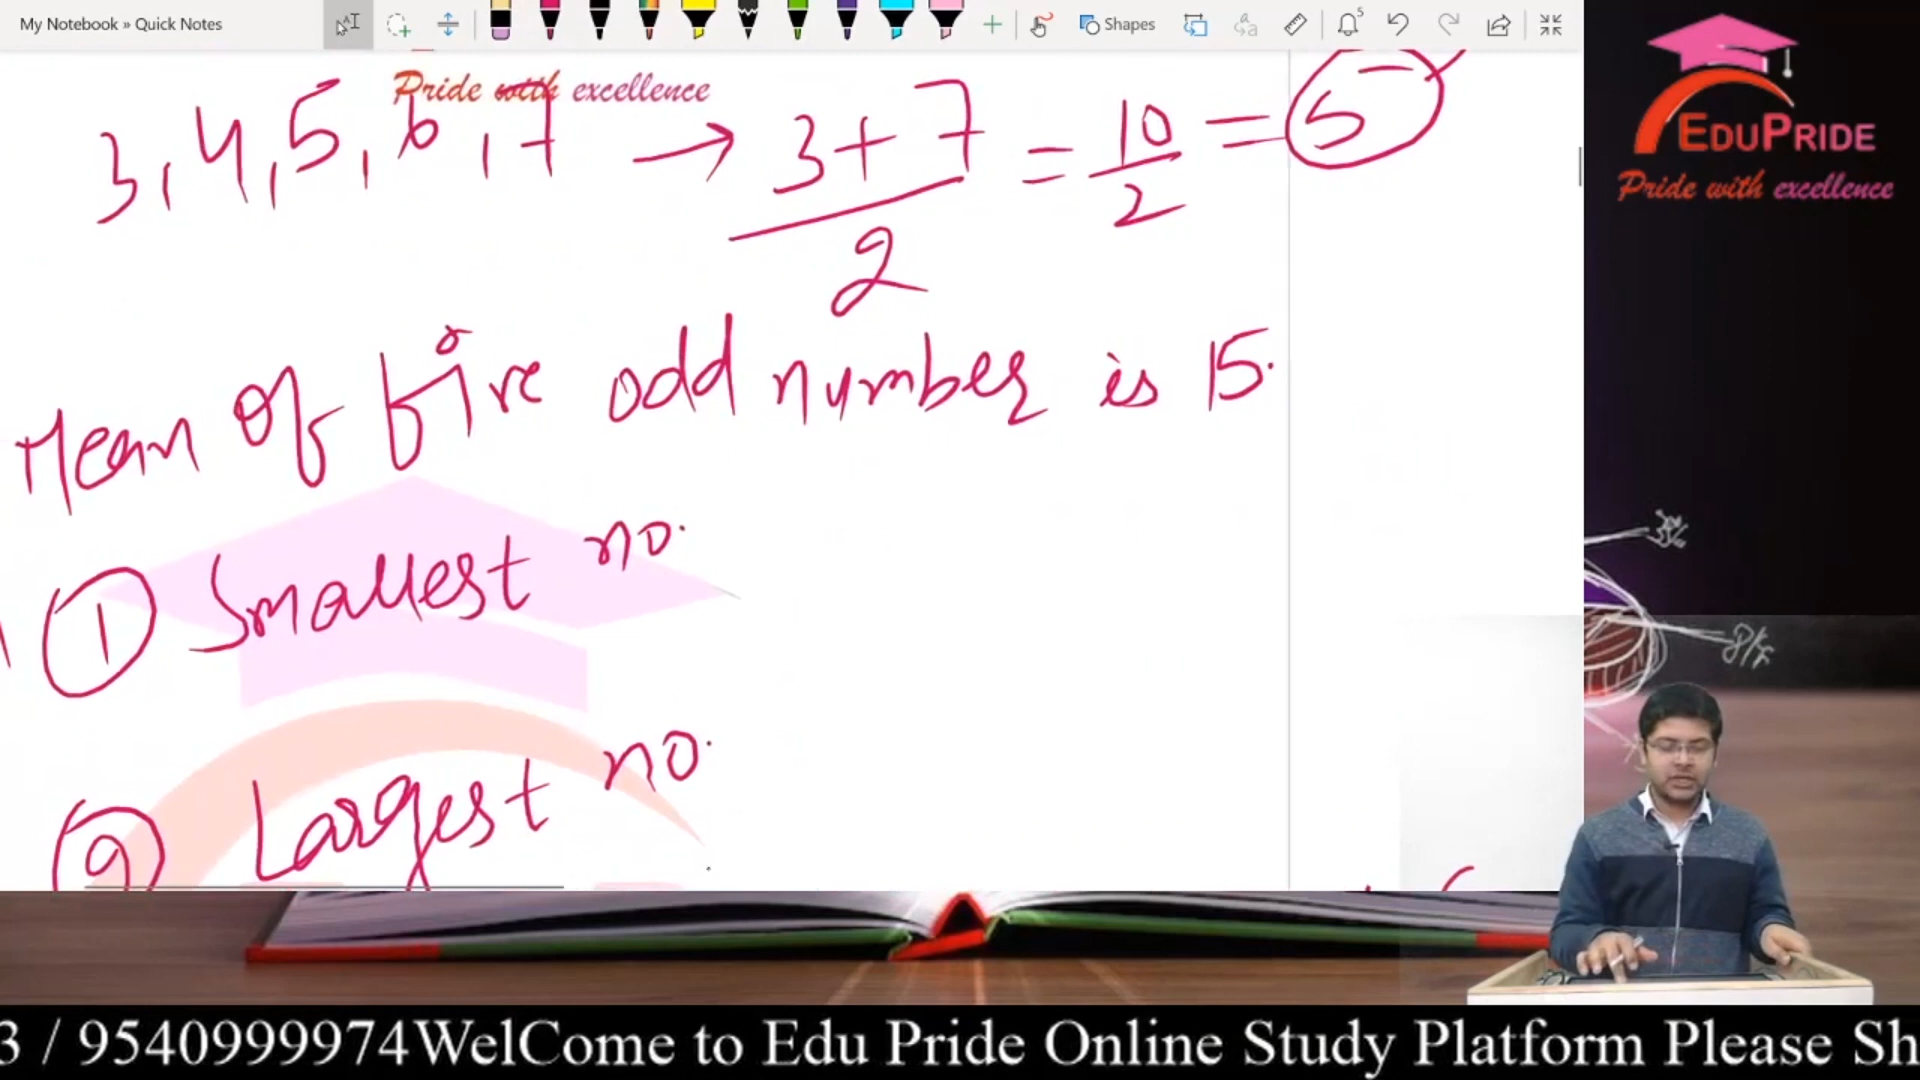 My Notebook » Quick Notes
Shapes
5
Pride with excellence
3, 4, 5, 6, 7 → 3+7/2 = 10/2 = 5
Mean of five odd number is 15.
① Smallest no.
② Largest no.
EDUPRIDE
Pride with excellence
3 / 9540999974WelCome to Edu Pride Online Study Platform Please Sh